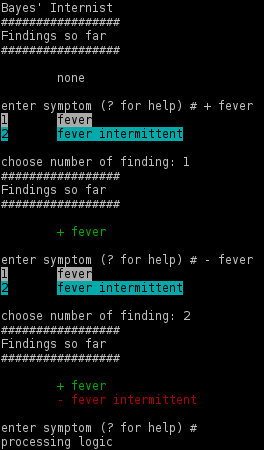 Bayes' Internist
#################
Findings so far
#################
none
enter symptom (? for help) # + fever
1 fever
2 fever intermittent
choose number of finding: 1
#################
Findings so far
#################
+ fever
enter symptom (? for help) # - fever
1 fever
2 fever intermittent
choose number of finding: 2
#################
Findings so far
#################
+ fever
- fever intermittent
enter symptom (? for help) #
processing logic